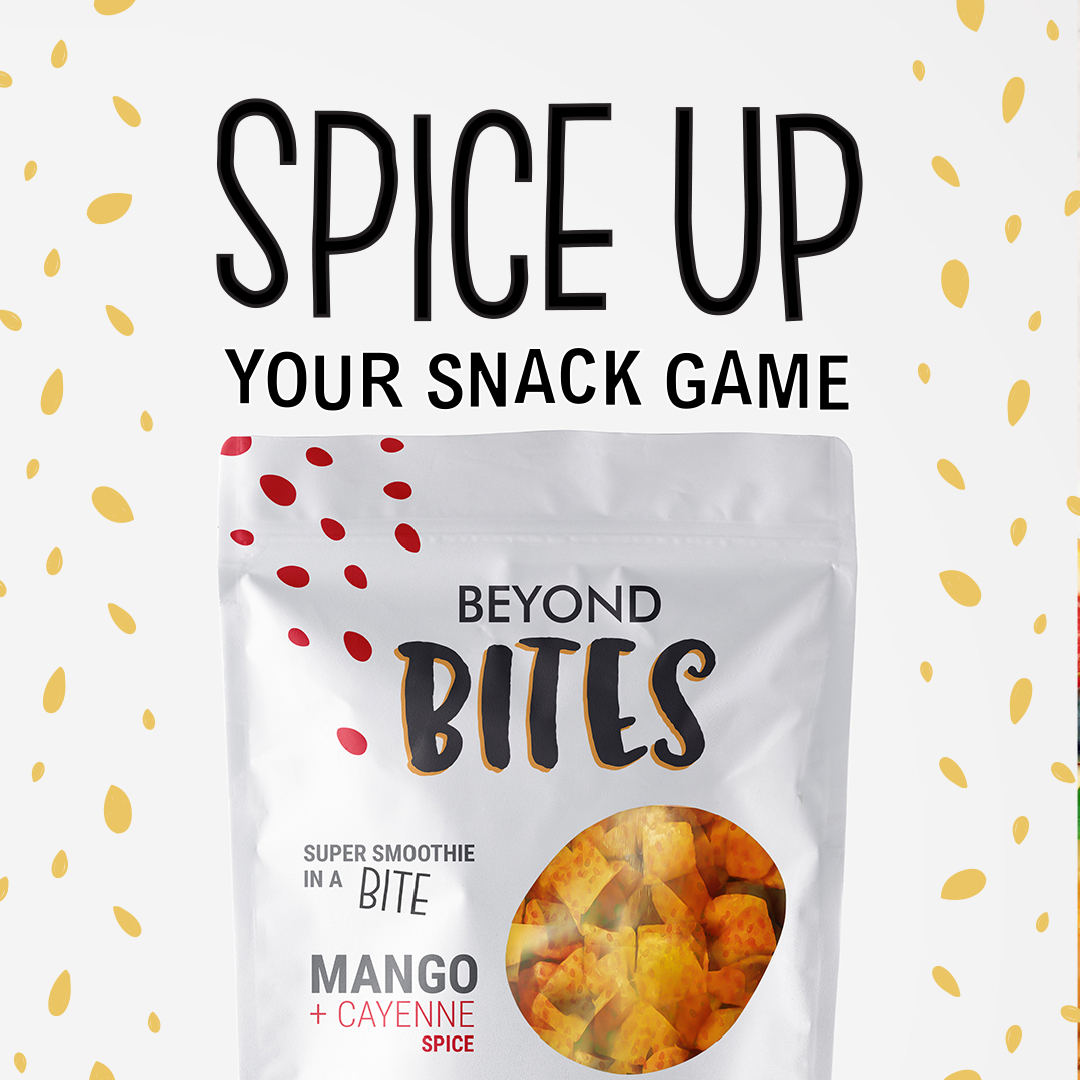 SPICE UP
YOUR SNACK GAME
BEYOND
BITES
SUPER SMOOTHIE
IN A BITE
MANGO
+ CAYENNE
SPICE